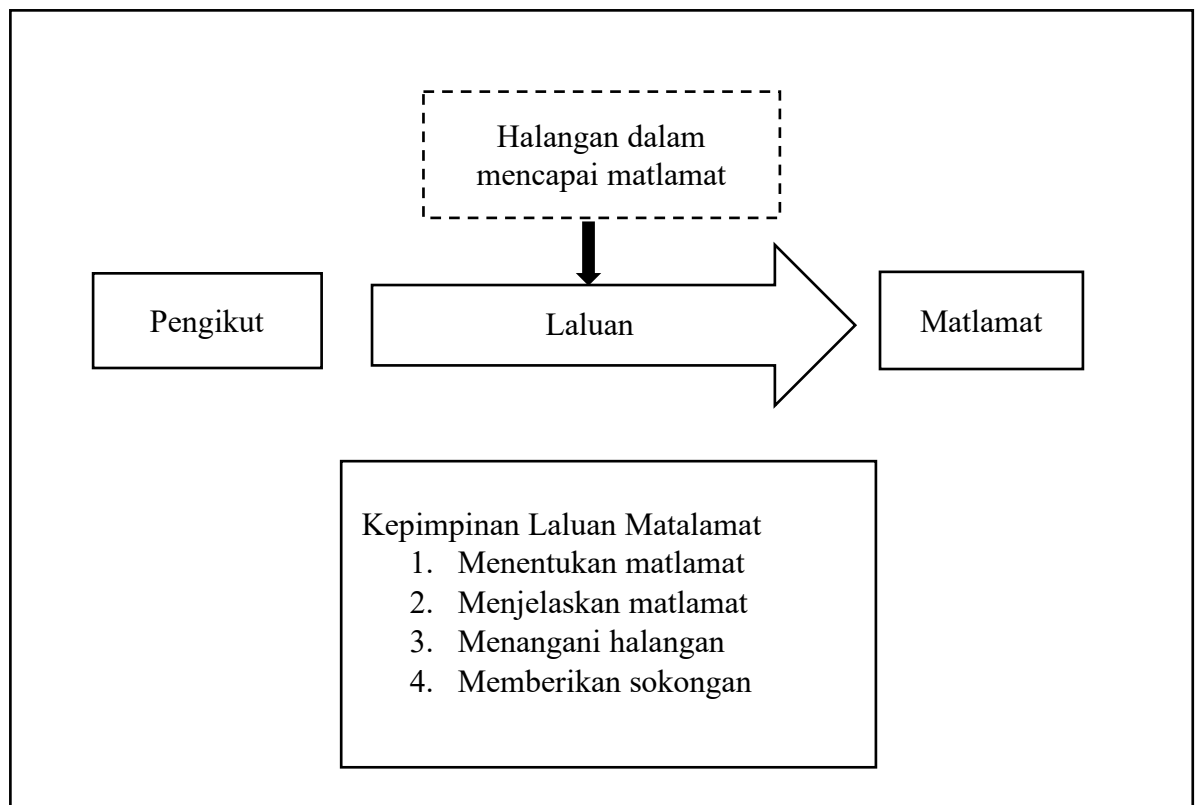 Halangan dalam
mencapai matlamat
Pengikut
Laluan
Matlamat
Kepimpinan Laluan Matalamat
1. Menentukan matlamat
2. Menjelaskan matlamat
3. Menangani halangan
4. Memberikan sokongan